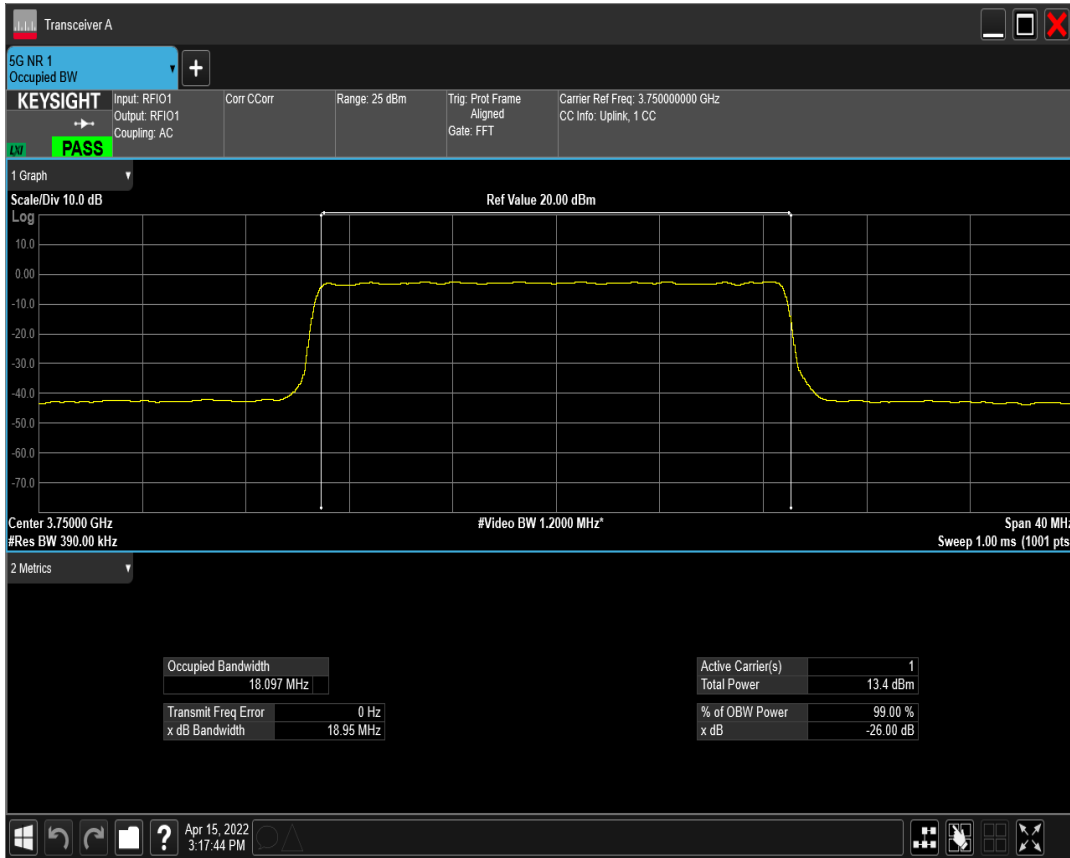 Transceiver A
5G NR 1
Occupied BW
KEYSIGHT
LXI
PASS
Input: RFIO1
Output: RFIO1
Coupling: AC
Corr CCorr
Range: 25 dBm
Trig: Prot Frame
Aligned
Gate: FFT
Carrier Ref Freq: 3.750000000 GHz
CC Info: Uplink, 1 CC
1 Graph
Scale/Div 10.0 dB
Ref Value 20.00 dBm
Log
10.0
0.00
-10.0
-20.0
-30.0
-40.0
-50.0
-60.0
-70.0
Center 3.75000 GHz
#Video BW 1.2000 MHz*
Span 40 MHz
#Res BW 390.00 kHz
Sweep 1.00 ms (1001 pts
2 Metrics
Occupied Bandwidth
18.097 MHz
Transmit Freq Error 0 Hz
x dB Bandwidth 18.95 MHz
Active Carrier(s) 1
Total Power 13.4 dBm
% of OBW Power 99.00 %
x dB -26.00 dB
?
Apr 15, 2022
3:17:44 PM